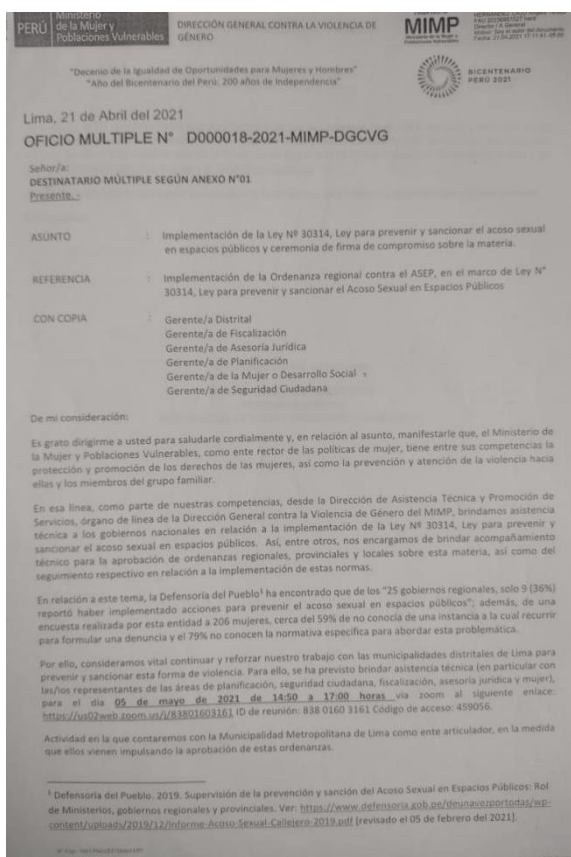 PERÚ
Ministerio
de la Mujer y
Poblaciones Vulnerables
DIRECCIÓN GENERAL CONTRA LA VIOLENCIA DE
GÉNERO
MIMP
"Decenio de la Igualdad de Oportunidades para Mujeres y Hombres"
"Año del Bicentenario del Perú: 200 años de Independencia"
BICENTENARIO
PERÚ 2021
Lima, 21 de Abril del 2021
OFICIO MULTIPLE N° D000018-2021-MIMP-DGCVG
Señor/a:
DESTINATARIO MÚLTIPLE SEGÚN ANEXO N°01
Presente.-
ASUNTO : Implementación de la Ley Nº 30314, Ley para prevenir y sancionar el acoso sexual
en espacios públicos y ceremonia de firma de compromiso sobre la materia.
REFERENCIA : Implementación de la Ordenanza regional contra el ASEP, en el marco de Ley N°
30314, Ley para prevenir y sancionar el Acoso Sexual en Espacios Públicos
CON COPIA : Gerente/a Distrital
Gerente/a de Fiscalización
Gerente/a de Asesoría Jurídica
Gerente/a de Planificación
Gerente/a de la Mujer o Desarrollo Social
Gerente/a de Seguridad Ciudadana
De mi consideración:
Es grato dirigirme a usted para saludarle cordialmente y, en relación al asunto, manifestarle que, el Ministerio de
la Mujer y Poblaciones Vulnerables, como ente rector de las políticas de mujer, tiene entre sus competencias la
protección y promoción de los derechos de las mujeres, así como la prevención y atención de la violencia hacia
ellas y los miembros del grupo familiar.
En esa línea, como parte de nuestras competencias, desde la Dirección de Asistencia Técnica y Promoción de
Servicios, órgano de línea de la Dirección General contra la Violencia de Género del MIMP, brindamos asistencia
técnica a los gobiernos nacionales en relación a la implementación de la Ley Nº 30314, Ley para prevenir y
sancionar el acoso sexual en espacios públicos. Así, entre otros, nos encargamos de brindar acompañamiento
técnico para la aprobación de ordenanzas regionales, provinciales y locales sobre esta materia, así como del
seguimiento respectivo en relación a la implementación de estas normas.
En relación a este tema, la Defensoría del Pueblo¹ ha encontrado que de los "25 gobiernos regionales, solo 9 (36%)
reportó haber implementado acciones para prevenir el acoso sexual en espacios públicos"; además, de una
encuesta realizada por esta entidad a 206 mujeres, cerca del 59% de no conocía de una instancia a la cual recurrir
para formular una denuncia y el 79% no conocen la normativa específica para abordar esta problemática.
Por ello, consideramos vital continuar y reforzar nuestro trabajo con las municipalidades distritales de Lima para
prevenir y sancionar esta forma de violencia. Para ello, se ha previsto brindar asistencia técnica (en particular con
las/los representantes de las áreas de planificación, seguridad ciudadana, fiscalización, asesoría jurídica y mujer),
para el día 05 de mayo de 2021 de 14:50 a 17:00 horas via zoom al siguiente enlace:
https://us02web.zoom.us/j/83801603161 ID de reunión: 838 0160 3161 Código de acceso: 459056.
Actividad en la que contaremos con la Municipalidad Metropolitana de Lima como ente articulador, en la medida
que ellos vienen impulsando la aprobación de estas ordenanzas.
¹ Defensoría del Pueblo. 2019. Supervisión de la prevención y sanción del Acoso Sexual en Espacios Públicos: Rol
de Ministerios, gobiernos regionales y provinciales. Ver: https://www.defensoria.gob.pe/deunavezportodas/wp-
content/uploads/2019/12/Informe-Acoso-Sexual-Callejero-2019.pdf [revisado el 05 de febrero del 2021].